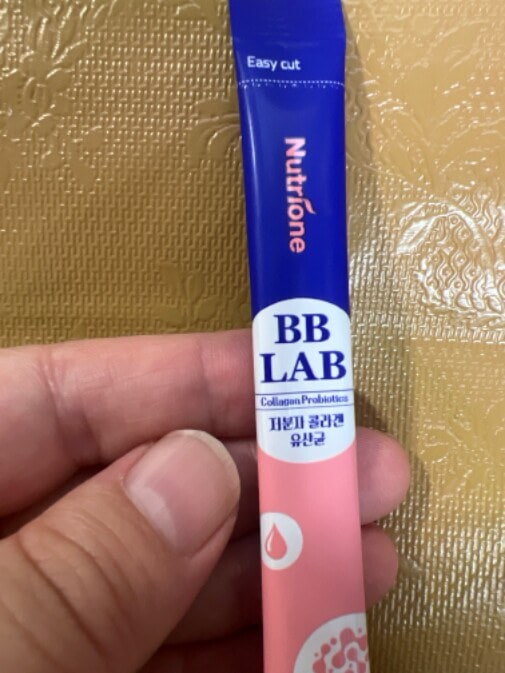 Easy cut
Nutrione
BB
LAB
Collagen Probiotics
저분자 콜라겐
유산균